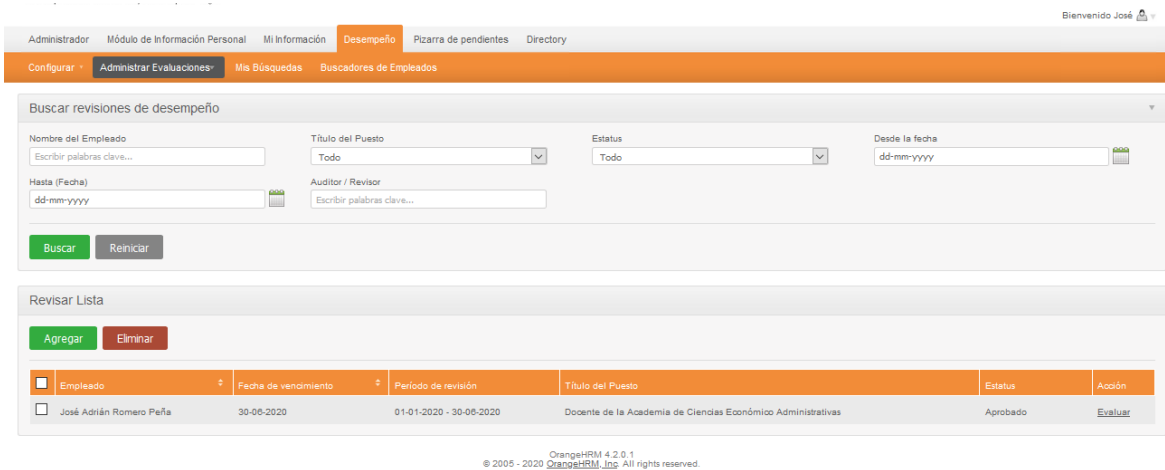 Bienvenido José
Administrador Módulo de Información Personal Mi Información Desempeño Pizarra de pendientes Directory
Configurar Administrar Evaluaciones Mis Búsquedas Buscadores de Empleados
Buscar revisiones de desempeño
Nombre del Empleado Título del Puesto Estatus Desde la fecha
Escribir palabras clave... Todo Todo dd-mm-yyyy
Hasta (Fecha) Auditor / Revisor
dd-mm-yyyy Escribir palabras clave...
Buscar Reiniciar
Revisar Lista
Agregar Eliminar
Empleado Fecha de vencimiento Período de revisión Título del Puesto Estatus Acción
José Adrián Romero Peña 30-06-2020 01-01-2020 - 30-06-2020 Docente de la Academia de Ciencias Económico Administrativas Aprobado Evaluar
OrangeHRM 4.2.0.1
© 2005 - 2020 OrangeHRM, Inc. All rights reserved.